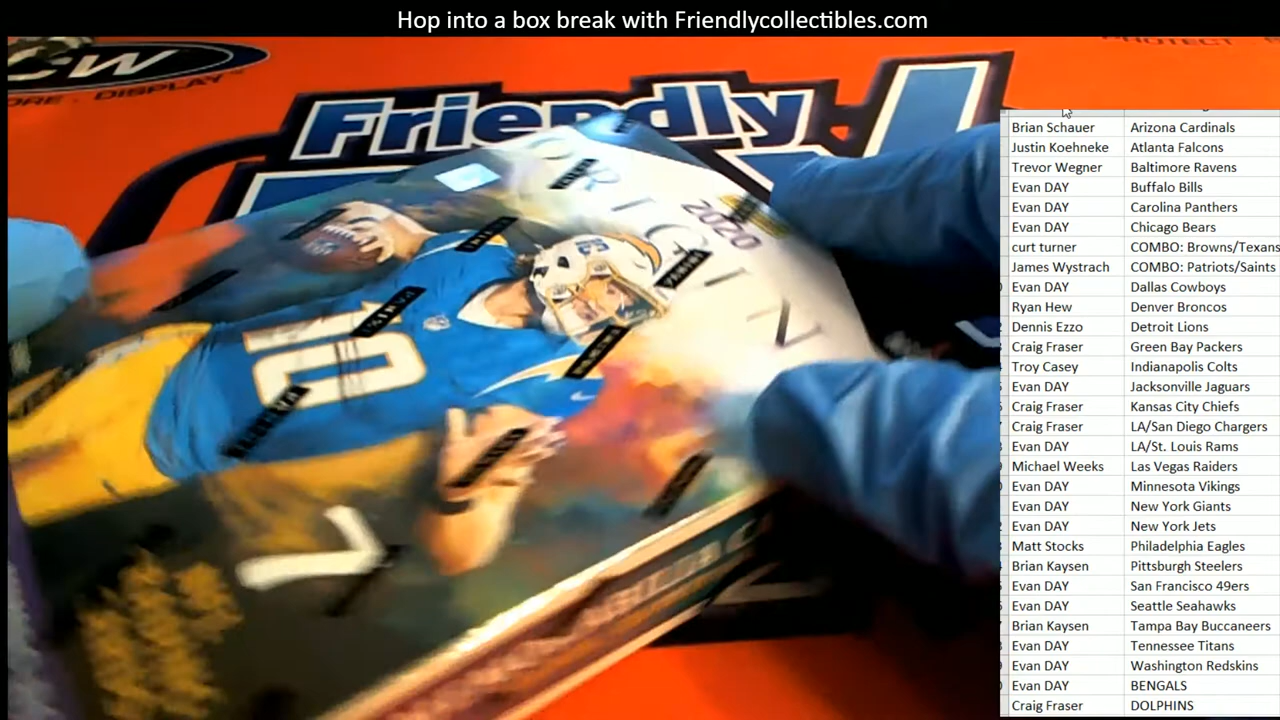 Hop into a box break with Friendlycollectibles.com
CW
DISPLAY
Friendly
ORIGINS
2020
PANINI
10
7
Brian Schauer Arizona Cardinals
Justin Koehneke Atlanta Falcons
Trevor Wegner Baltimore Ravens
Evan DAY Buffalo Bills
Evan DAY Carolina Panthers
Evan DAY Chicago Bears
curt turner COMBO: Browns/Texans
James Wystrach COMBO: Patriots/Saints
Evan DAY Dallas Cowboys
Ryan Hew Denver Broncos
Dennis Ezzo Detroit Lions
Craig Fraser Green Bay Packers
Troy Casey Indianapolis Colts
Evan DAY Jacksonville Jaguars
Craig Fraser Kansas City Chiefs
Craig Fraser LA/San Diego Chargers
Evan DAY LA/St. Louis Rams
Michael Weeks Las Vegas Raiders
Evan DAY Minnesota Vikings
Evan DAY New York Giants
Evan DAY New York Jets
Matt Stocks Philadelphia Eagles
Brian Kaysen Pittsburgh Steelers
Evan DAY San Francisco 49ers
Evan DAY Seattle Seahawks
Brian Kaysen Tampa Bay Buccaneers
Evan DAY Tennessee Titans
Evan DAY Washington Redskins
Evan DAY BENGALS
Craig Fraser DOLPHINS